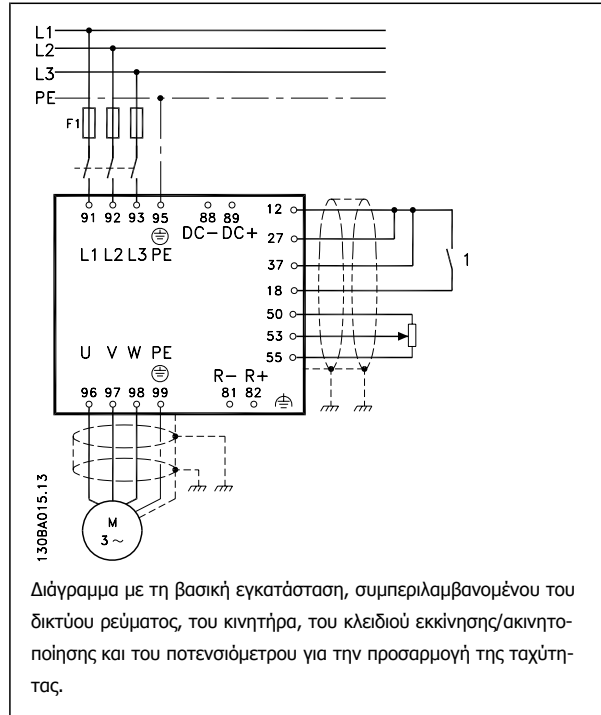 L1
L2
L3
PE
F1
91 92 93 95 88 89
DC− DC+
L1 L2 L3 PE
12
27
37
18
50
53
55
1
U V W PE
96 97 98 99
R− R+
81 82
M
3 ~
130BA015.13
Διάγραμμα με τη βασική εγκατάσταση, συμπεριλαμβανομένου του
δικτύου ρεύματος, του κινητήρα, του κλειδιού εκκίνησης/ακινητο-
ποίησης και του ποτενσιόμετρου για την προσαρμογή της ταχύτη-
τας.